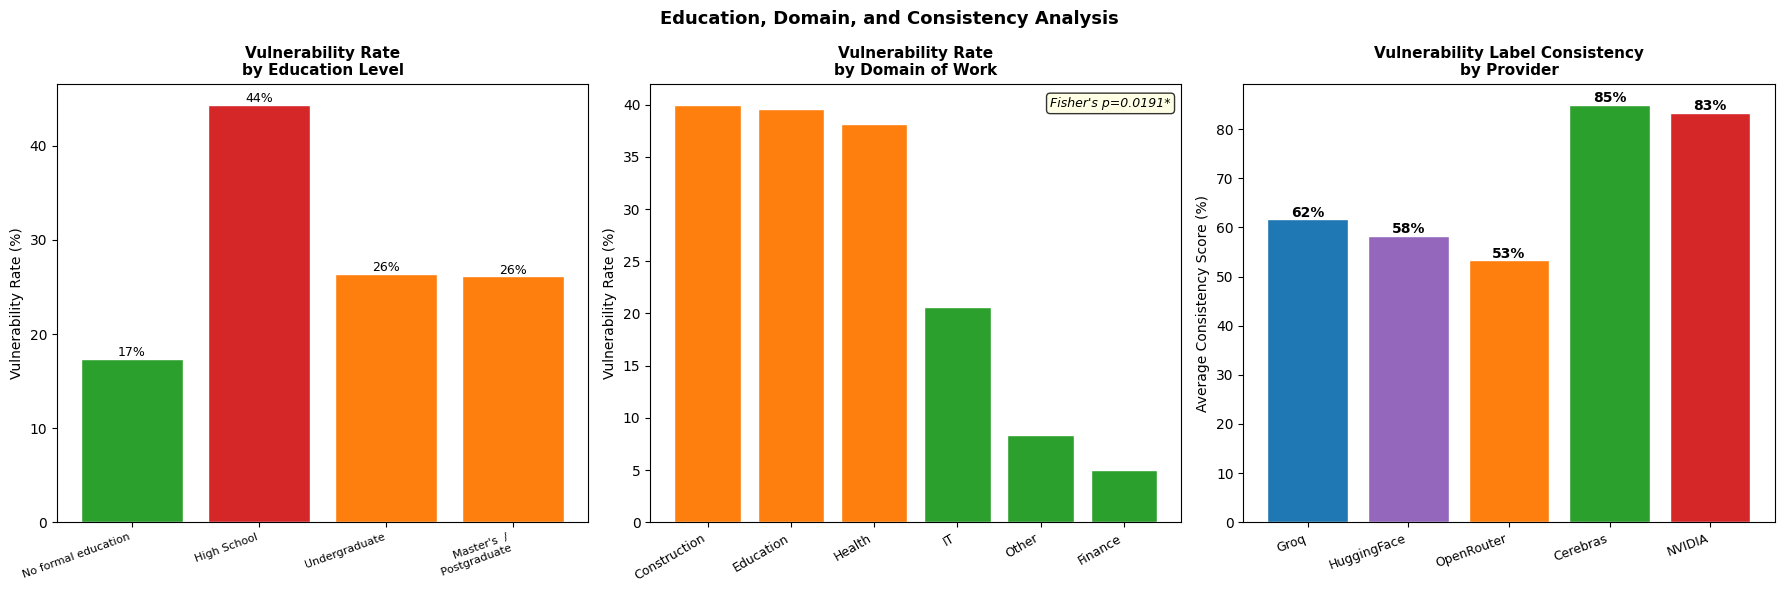 Education, Domain, and Consistency Analysis
Vulnerability Rate
by Education Level
Vulnerability Rate (%)
40
30
20
10
0
17%
44%
26%
26%
No formal education
High School
Undergraduate
Master's /
Postgraduate
Vulnerability Rate
by Domain of Work
Fisher's p=0.0191*
Vulnerability Rate (%)
40
35
30
25
20
15
10
5
0
Construction
Education
Health
IT
Other
Finance
Vulnerability Label Consistency
by Provider
Average Consistency Score (%)
80
70
60
50
40
30
20
10
0
62%
58%
53%
85%
83%
Groq
HuggingFace
OpenRouter
Cerebras
NVIDIA